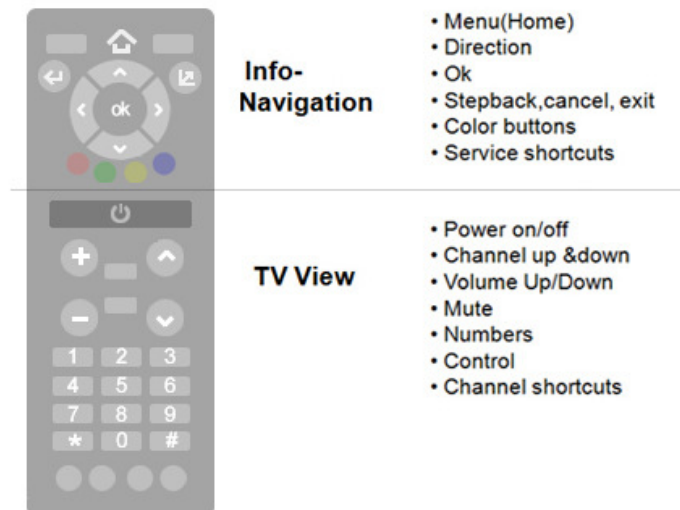 Info-
Navigation
• Menu(Home)
• Direction
• Ok
• Stepback,cancel, exit
• Color buttons
• Service shortcuts
ok
TV View
• Power on/off
• Channel up &down
• Volume Up/Down
• Mute
• Numbers
• Control
• Channel shortcuts
+
−
1 2 3
4 5 6
7 8 9
* 0 #